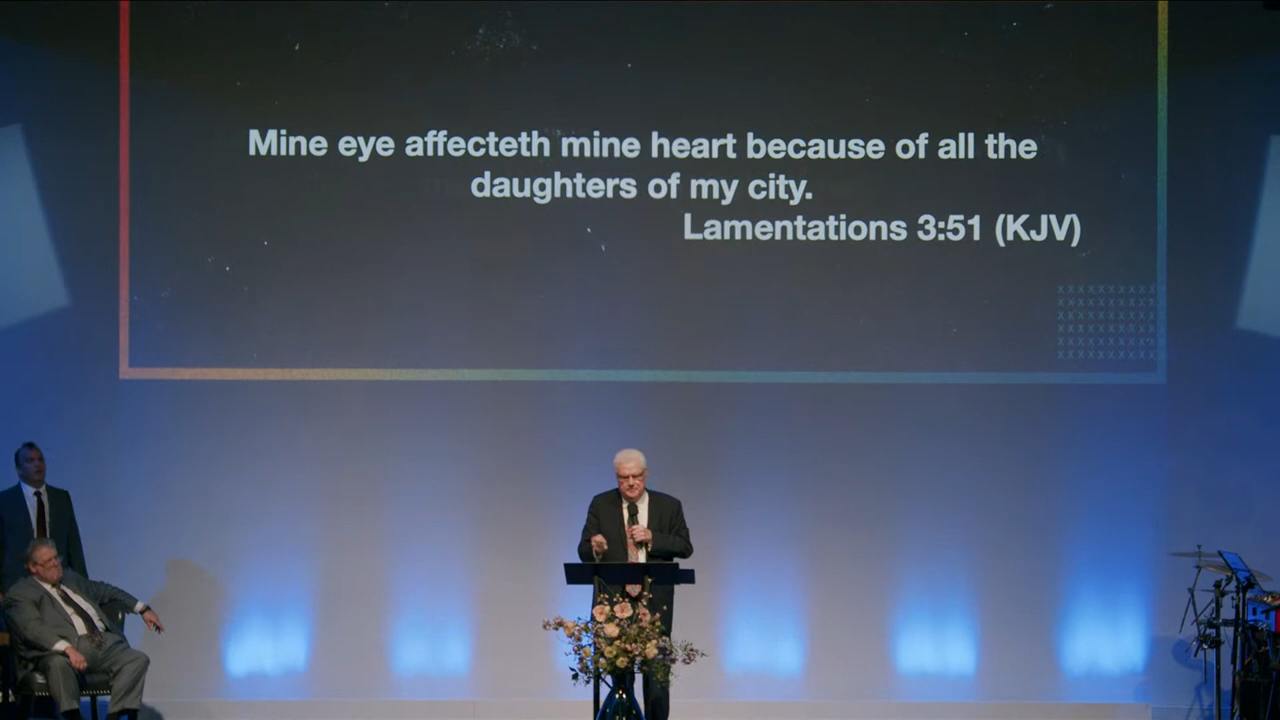 Mine eye affecteth mine heart because of all the
daughters of my city.
Lamentations 3:51 (KJV)